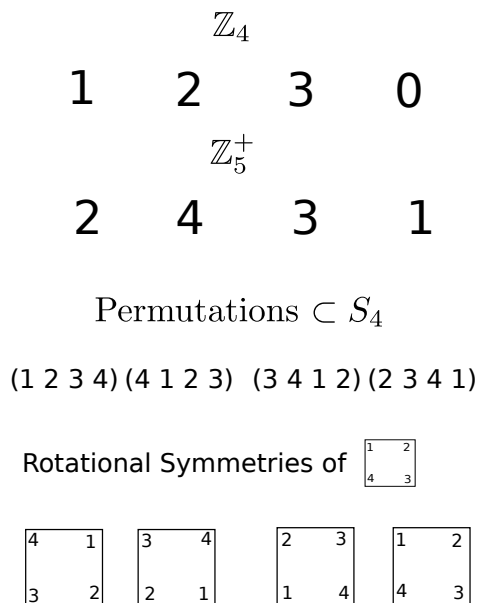 ℤ₄
1 2 3 0
ℤ₅⁺
2 4 3 1
Permutations ⊂ S₄
(1 2 3 4) (4 1 2 3) (3 4 1 2) (2 3 4 1)
Rotational Symmetries of
1 2
4 3
4 1 3 4 2 3 1 2
3 2 2 1 1 4 4 3